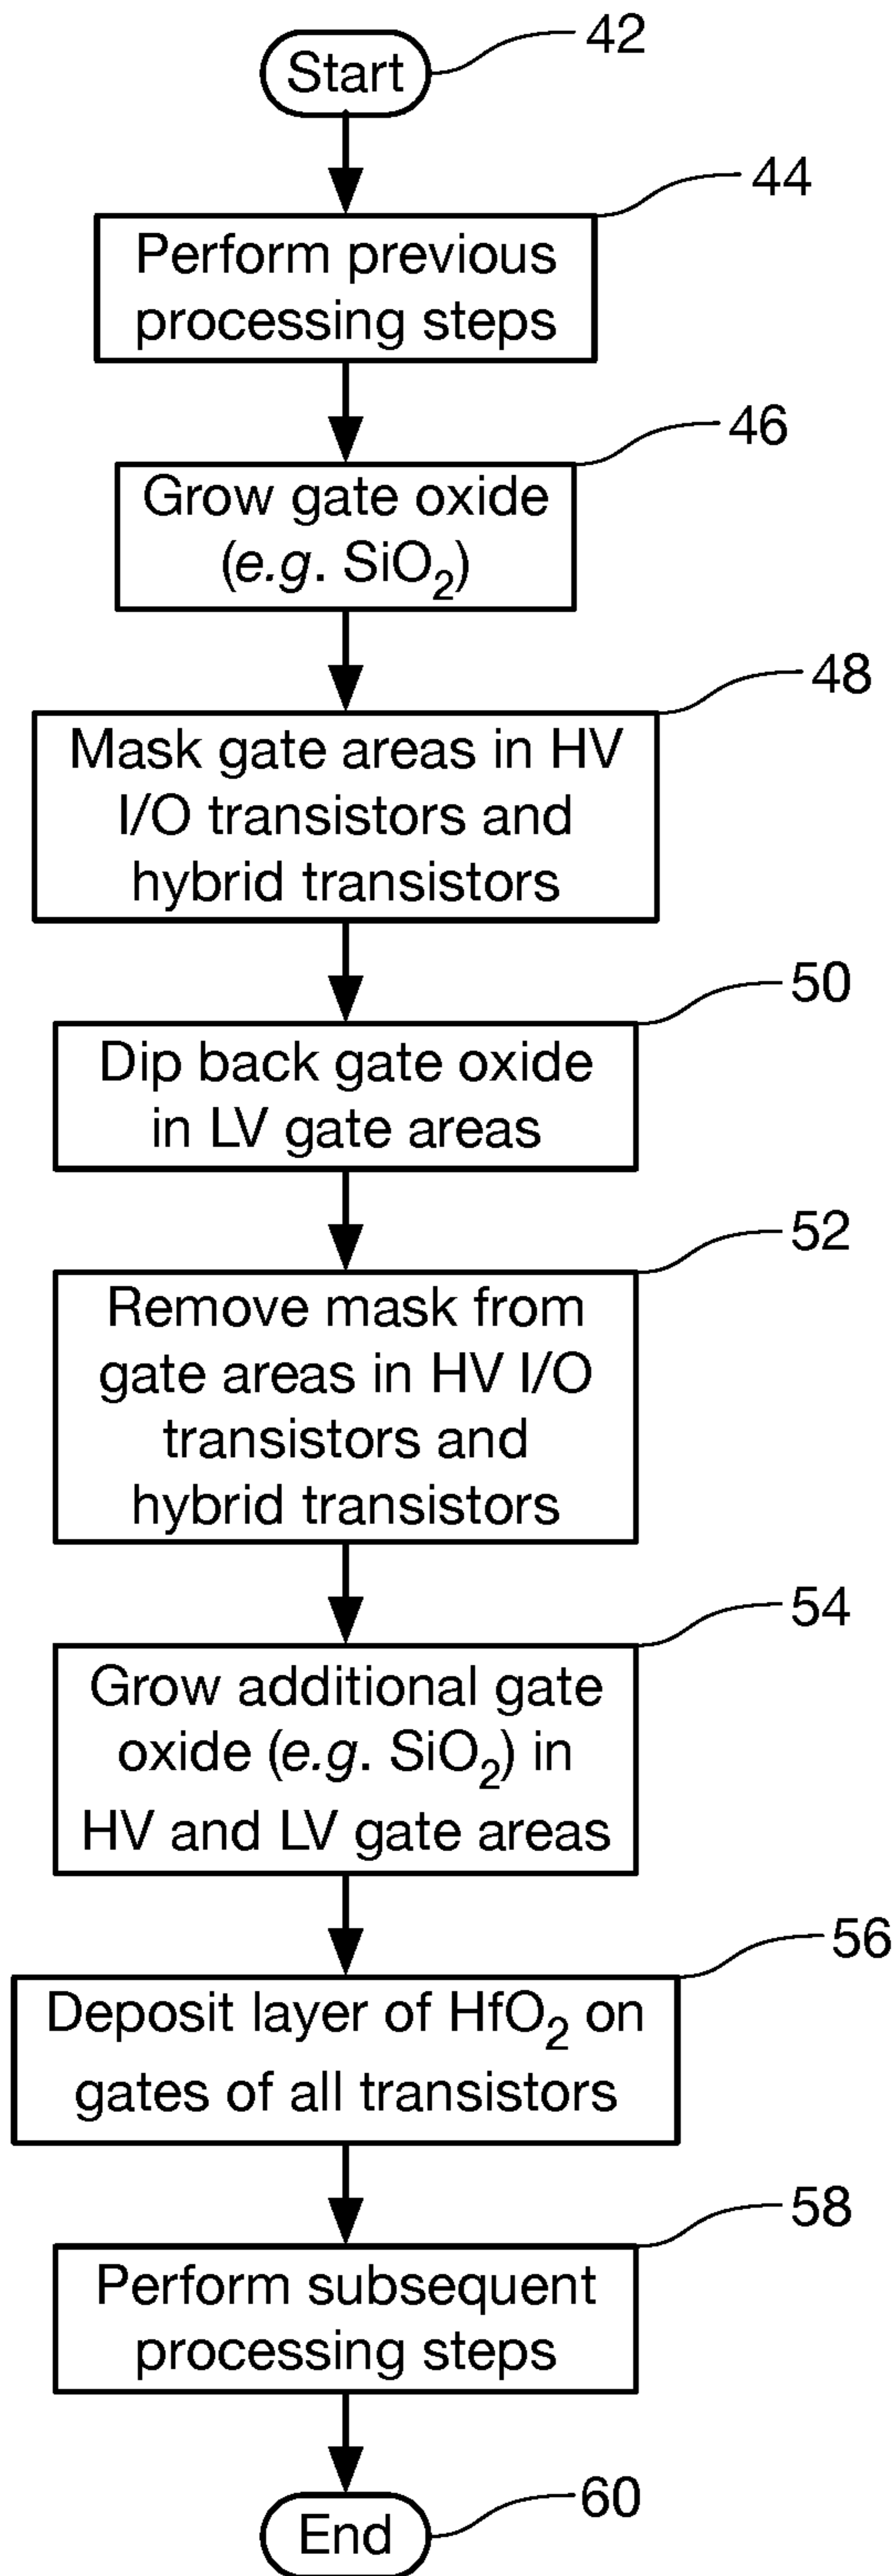 Start
42
44
Perform previous
processing steps
46
Grow gate oxide
(e.g. SiO₂)
48
Mask gate areas in HV
I/O transistors and
hybrid transistors
50
Dip back gate oxide
in LV gate areas
52
Remove mask from
gate areas in HV I/O
transistors and
hybrid transistors
54
Grow additional gate
oxide (e.g. SiO₂) in
HV and LV gate areas
56
Deposit layer of HfO₂ on
gates of all transistors
58
Perform subsequent
processing steps
60
End